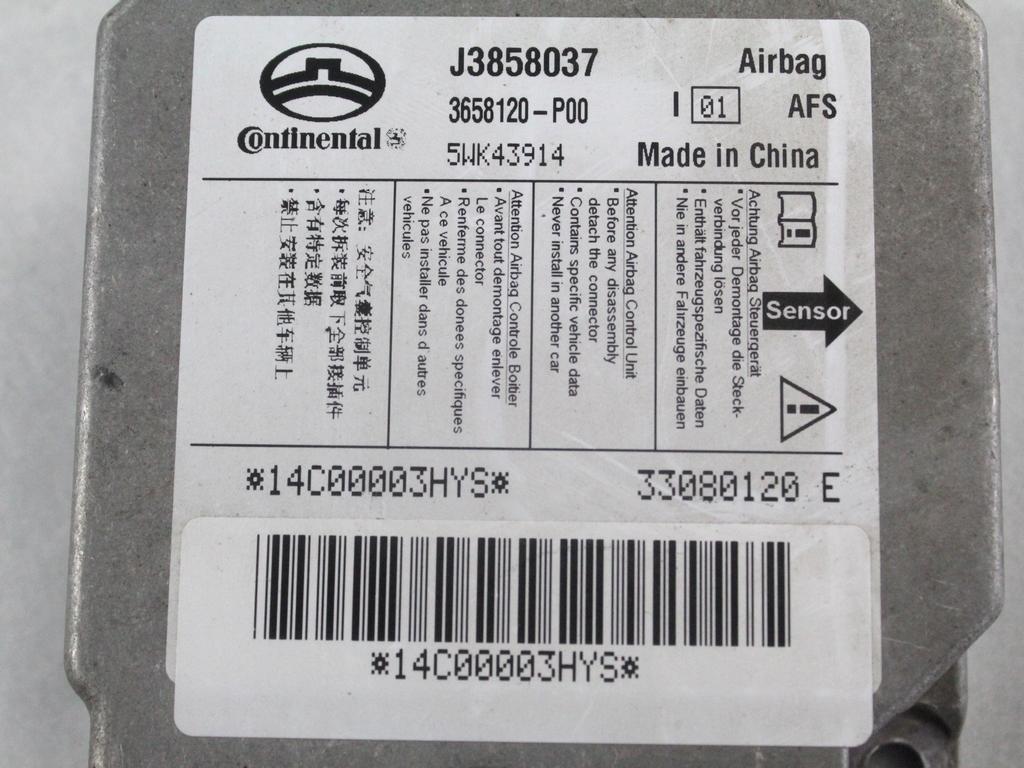 J3858037 Airbag
3658120-P00 I 01 AFS
Continental
5WK43914 Made in China
Achtung Airbag Steuergerät
• Vor jeder Demontage die Steck-
verbindung lösen
• Enthält fahrzeugspezifische Daten
• Nie in andere Fahrzeuge einbauen
Attention Airbag Control Unit
• Before any disassembly
detach the connector
• Contains specific vehicle data
• Never install in another car
Attention Airbag Controle Boitier
• Avant tout demontage enlever
Le connector
• Renferme des donees specifiques
A ce vehicule
• Ne pas installer dans d'autres
vehicules
注意: 安全气囊控制单元
• 每次拆装前取下全部接插件
• 含有特定数据
• 禁止安装在其他车辆上
Sensor
*14C00003HYS* 33080120 E
*14C00003HYS*